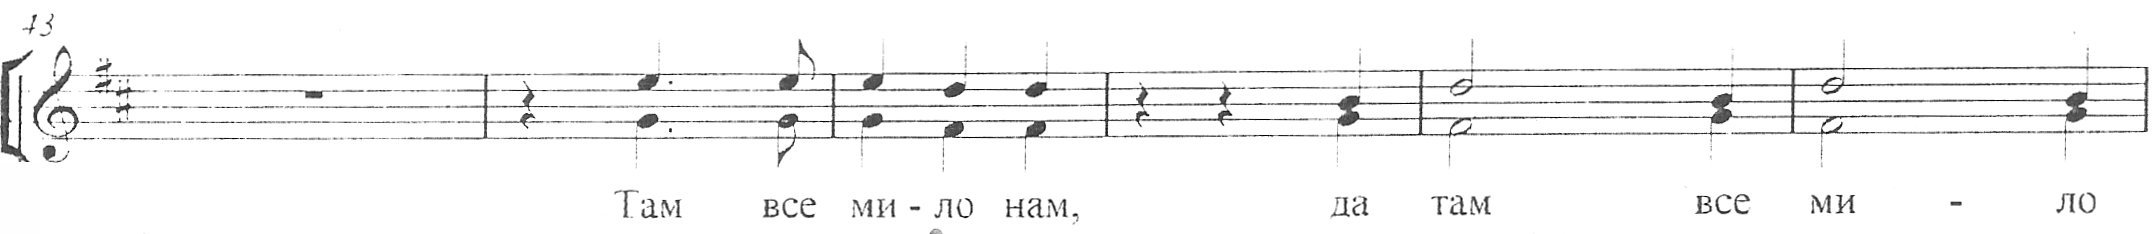 43
Там все ми - ло нам, да там все ми - ло